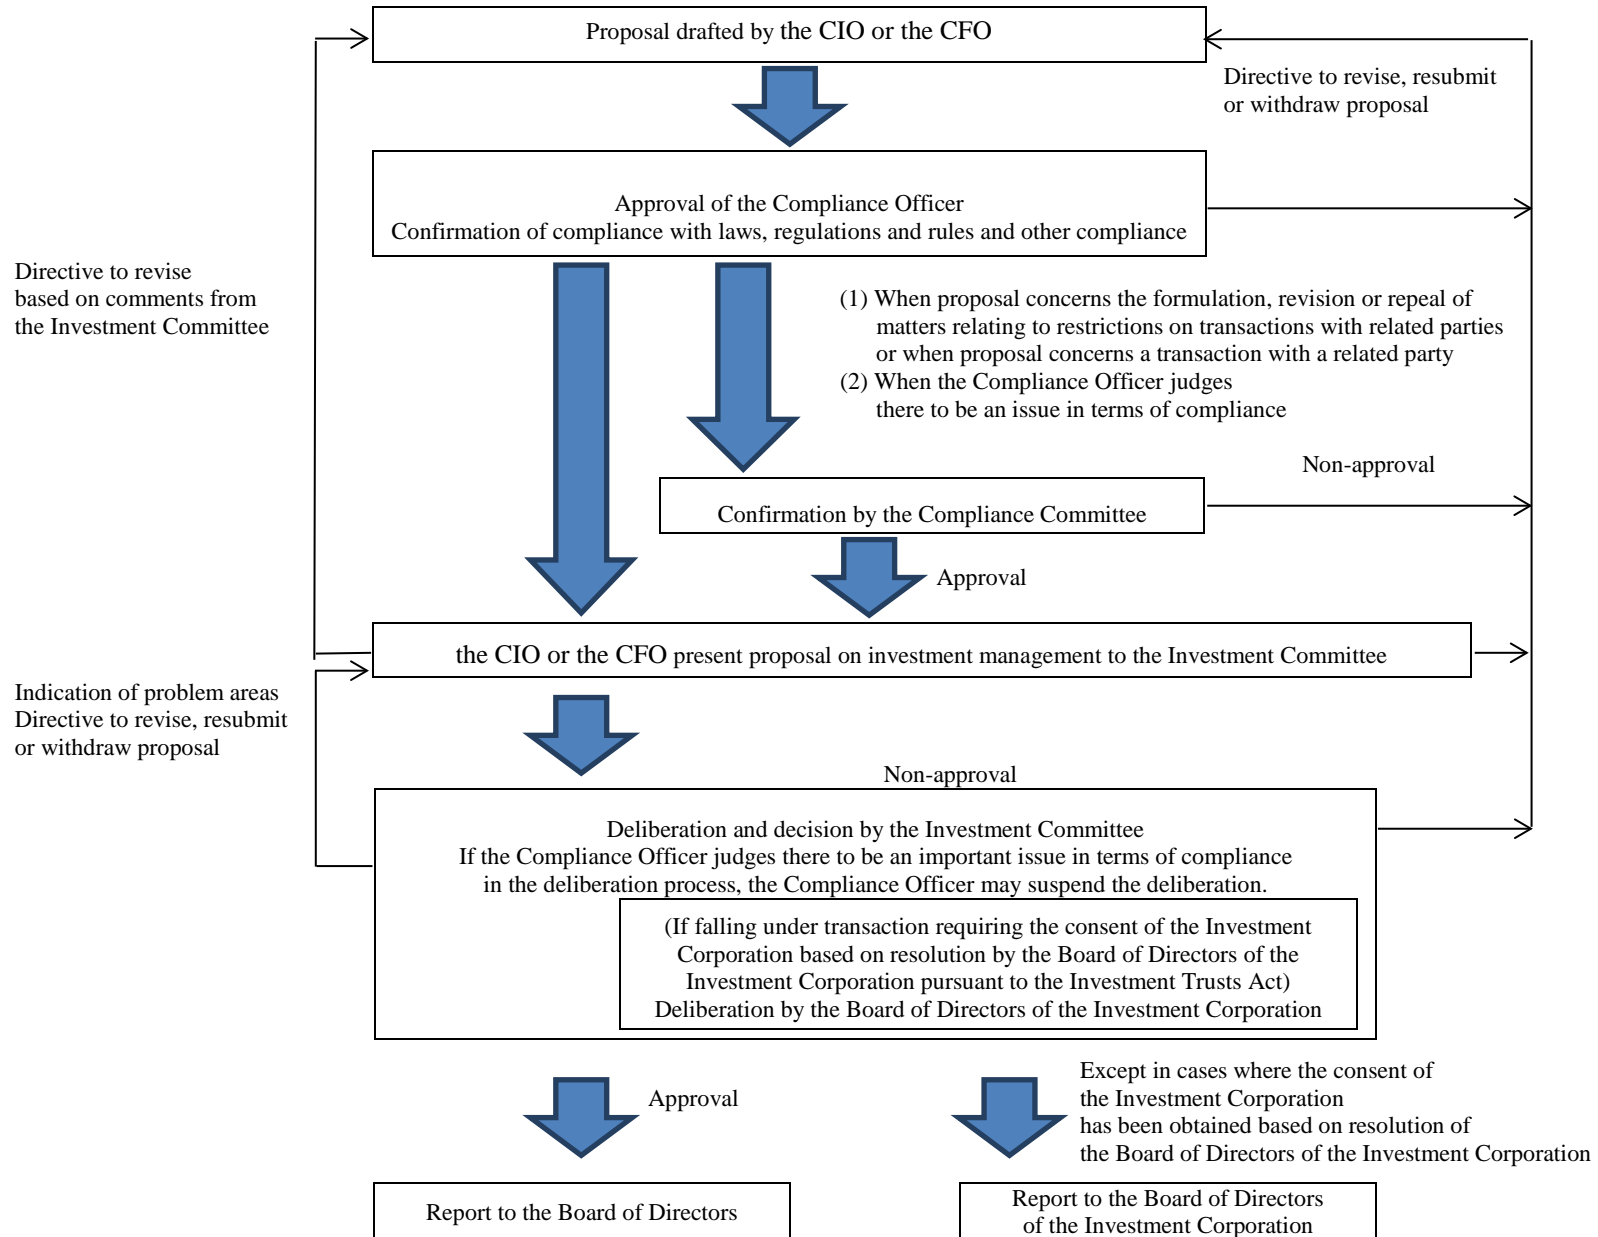 Proposal drafted by the CIO or the CFO
Directive to revise, resubmit
or withdraw proposal
Approval of the Compliance Officer
Confirmation of compliance with laws, regulations and rules and other compliance
Directive to revise
based on comments from
the Investment Committee
(1) When proposal concerns the formulation, revision or repeal of
matters relating to restrictions on transactions with related parties
or when proposal concerns a transaction with a related party
(2) When the Compliance Officer judges
there to be an issue in terms of compliance
Non-approval
Confirmation by the Compliance Committee
Approval
the CIO or the CFO present proposal on investment management to the Investment Committee
Indication of problem areas
Directive to revise, resubmit
or withdraw proposal
Non-approval
Deliberation and decision by the Investment Committee
If the Compliance Officer judges there to be an important issue in terms of compliance
in the deliberation process, the Compliance Officer may suspend the deliberation.
(If falling under transaction requiring the consent of the Investment
Corporation based on resolution by the Board of Directors of the
Investment Corporation pursuant to the Investment Trusts Act)
Deliberation by the Board of Directors of the Investment Corporation
Approval
Except in cases where the consent of
the Investment Corporation
has been obtained based on resolution of
the Board of Directors of the Investment Corporation
Report to the Board of Directors
Report to the Board of Directors
of the Investment Corporation